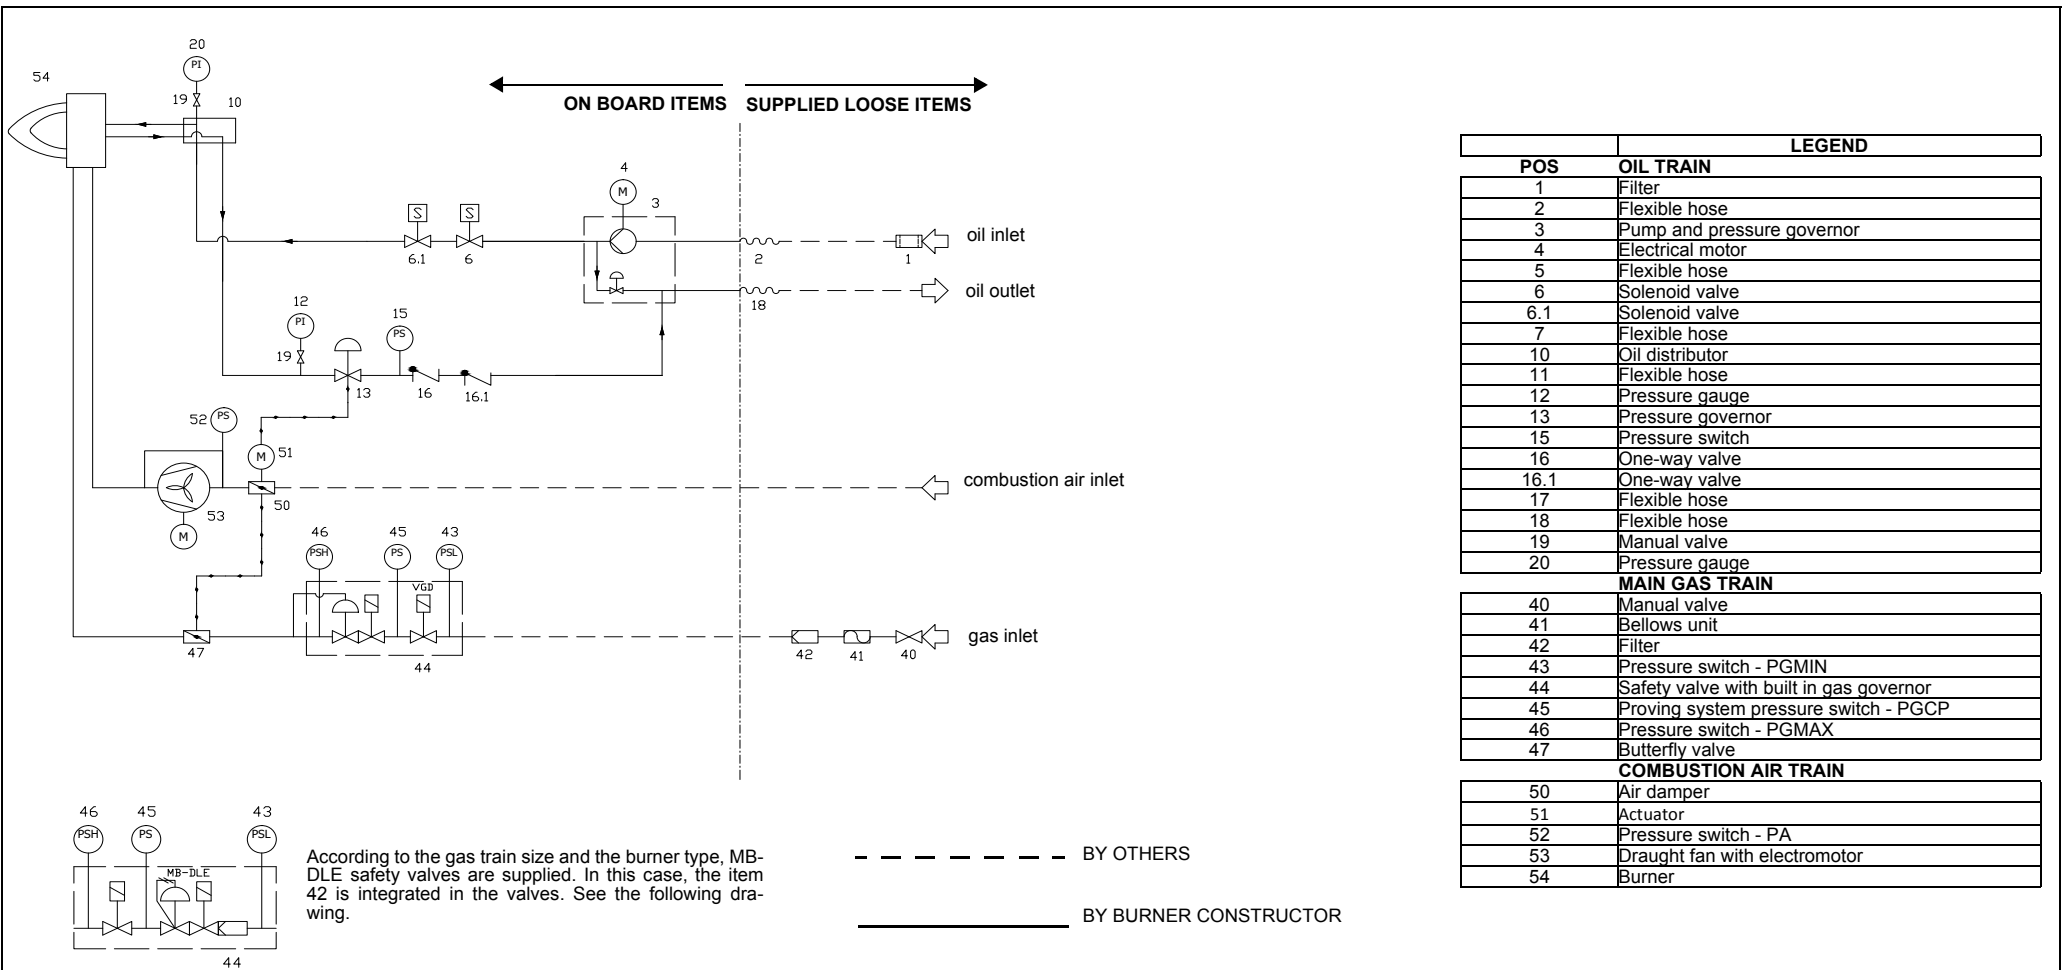 20
PI
54
19
10
ON BOARD ITEMS
SUPPLIED LOOSE ITEMS
4
M
3
S
S
oil inlet
6.1
6
2
1
oil outlet
18
12
PI
15
PS
19
13
16
16.1
52
PS
M
51
combustion air inlet
53
50
M
46
45
43
PSH
PS
PSL
VGD
gas inlet
47
44
42
41
40
46
45
43
PSH
PS
PSL
MB-DLE
44
According to the gas train size and the burner type, MB-
DLE safety valves are supplied. In this case, the item
42 is integrated in the valves. See the following dra-
wing.
BY OTHERS
BY BURNER CONSTRUCTOR
LEGEND
POS OIL TRAIN
1 Filter
2 Flexible hose
3 Pump and pressure governor
4 Electrical motor
5 Flexible hose
6 Solenoid valve
6.1 Solenoid valve
7 Flexible hose
10 Oil distributor
11 Flexible hose
12 Pressure gauge
13 Pressure governor
15 Pressure switch
16 One-way valve
16.1 One-way valve
17 Flexible hose
18 Flexible hose
19 Manual valve
20 Pressure gauge
MAIN GAS TRAIN
40 Manual valve
41 Bellows unit
42 Filter
43 Pressure switch - PGMIN
44 Safety valve with built in gas governor
45 Proving system pressure switch - PGCP
46 Pressure switch - PGMAX
47 Butterfly valve
COMBUSTION AIR TRAIN
50 Air damper
51 Actuator
52 Pressure switch - PA
53 Draught fan with electromotor
54 Burner